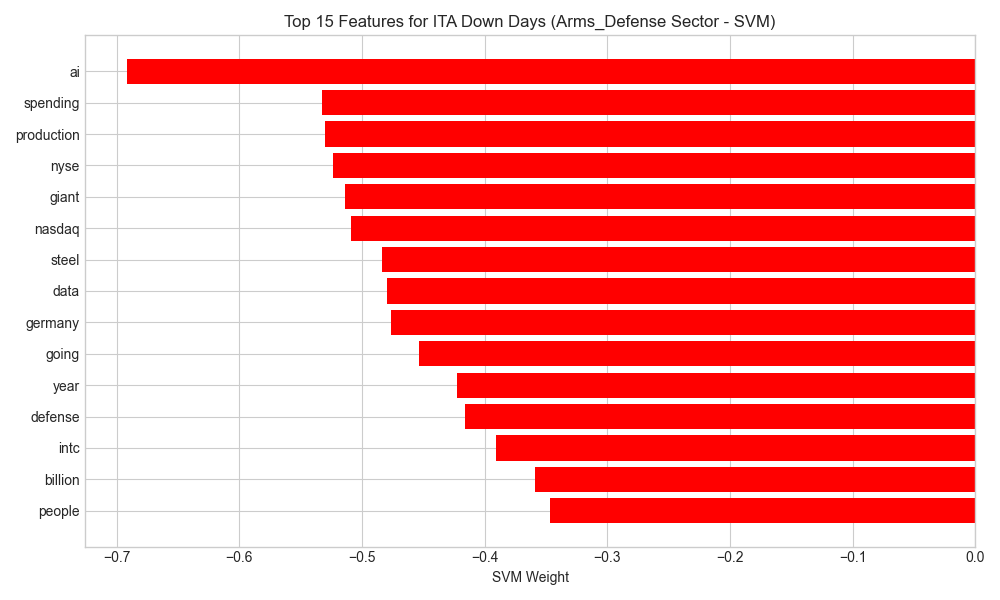 Top 15 Features for ITA Down Days (Arms_Defense Sector - SVM)
ai
spending
production
nyse
giant
nasdaq
steel
data
germany
going
year
defense
intc
billion
people
−0.7 −0.6 −0.5 −0.4 −0.3 −0.2 −0.1 0.0
SVM Weight